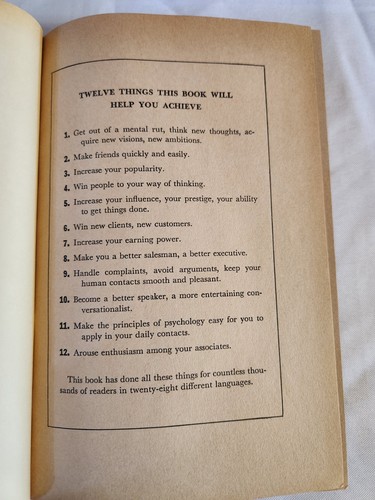 TWELVE THINGS THIS BOOK WILL
HELP YOU ACHIEVE
1. Get out of a mental rut, think new thoughts, ac-
quire new visions, new ambitions.
2. Make friends quickly and easily.
3. Increase your popularity.
4. Win people to your way of thinking.
5. Increase your influence, your prestige, your ability
to get things done.
6. Win new clients, new customers.
7. Increase your earning power.
8. Make you a better salesman, a better executive.
9. Handle complaints, avoid arguments, keep your
human contacts smooth and pleasant.
10. Become a better speaker, a more entertaining con-
versationalist.
11. Make the principles of psychology easy for you to
apply in your daily contacts.
12. Arouse enthusiasm among your associates.
This book has done all these things for countless thou-
sands of readers in twenty-eight different languages.